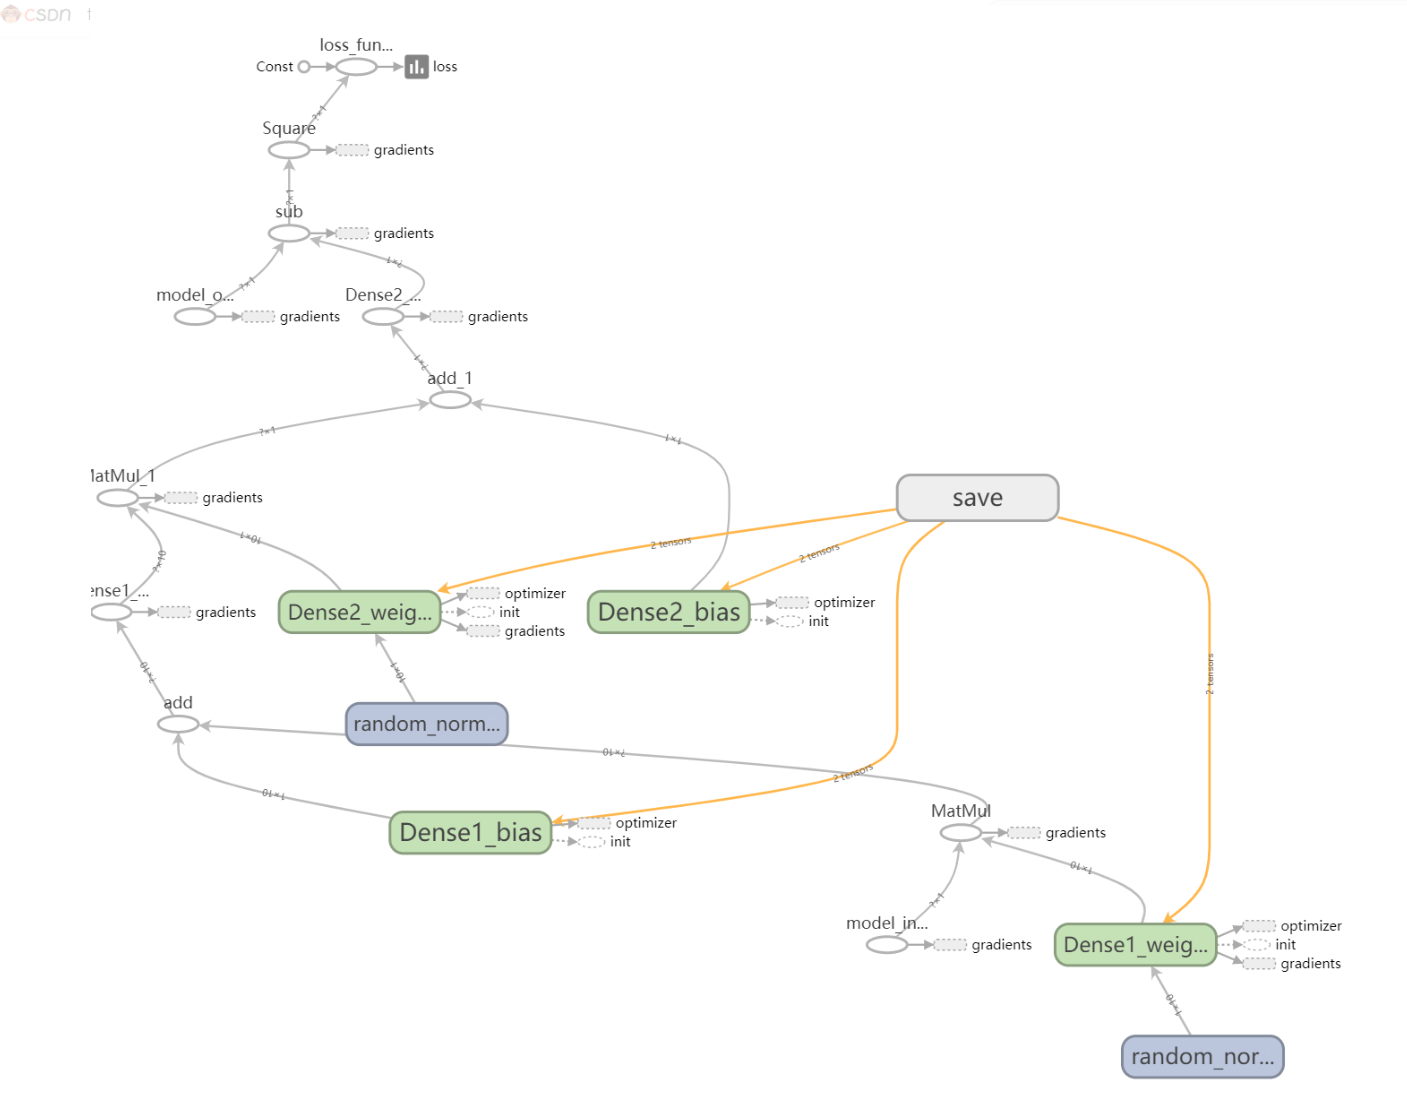 CSDN
loss_fun...
Const
loss
?×1
Square
gradients
?×1
sub
gradients
?×1
?×1
model_o...
gradients
Dense2_...
gradients
?×1
add_1
?×1
1×1
MatMul_1
gradients
save
10×1
2 tensors
2 tensors
?×10
ense1_...
gradients
Dense2_weig...
optimizer
init
gradients
Dense2_bias
optimizer
init
?×10
10×1
2 tensors
add
random_norm...
?×10
2 tensors
1×10
Dense1_bias
optimizer
init
MatMul
gradients
1×10
?×1
model_in...
gradients
Dense1_weig...
optimizer
init
gradients
1×10
random_nor...